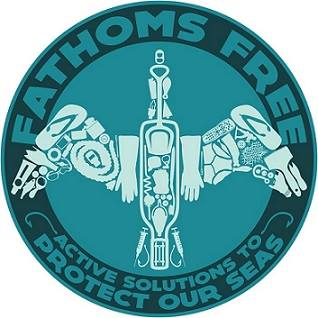 FATHOMS FREE
ACTIVE SOLUTIONS TO
PROTECT OUR SEAS